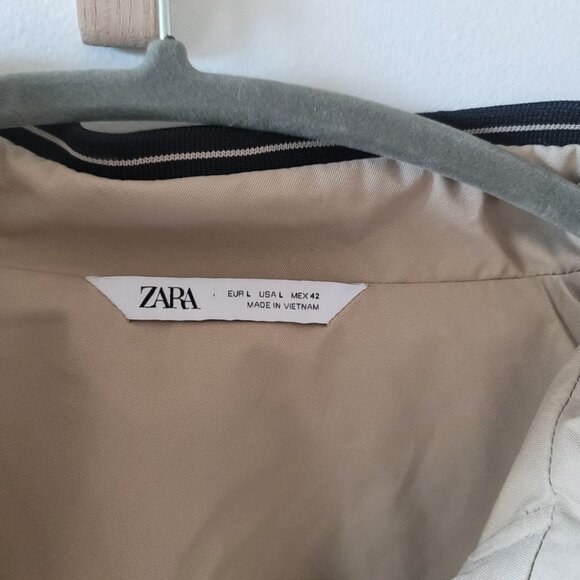 ZARA
EUR L USA L MEX 42
MADE IN VIETNAM